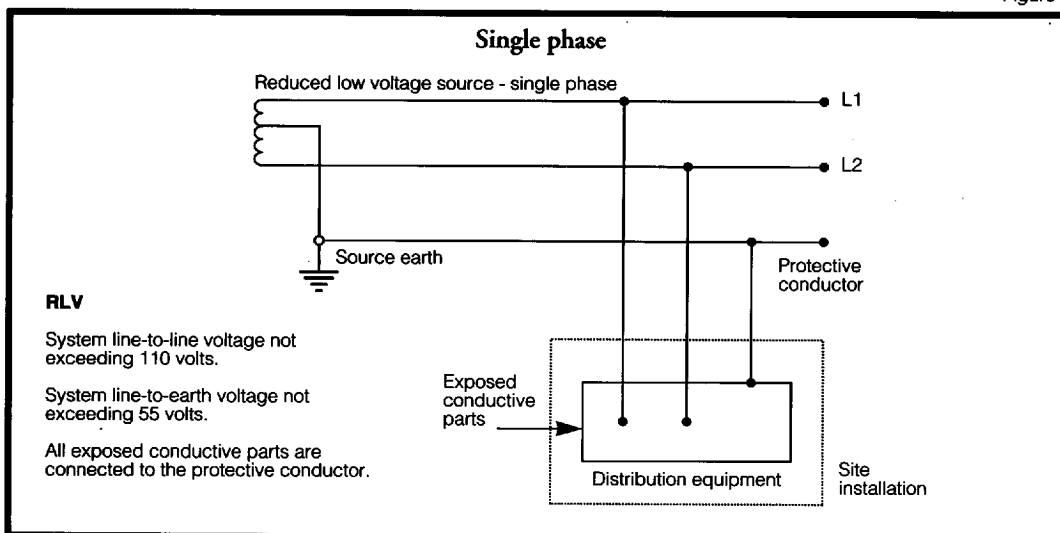 Figure
Single phase
Reduced low voltage source - single phase
L1
L2
Source earth
Protective
conductor
RLV
System line-to-line voltage not
exceeding 110 volts.
System line-to-earth voltage not
exceeding 55 volts.
All exposed conductive parts are
connected to the protective conductor.
Exposed
conductive
parts
Distribution equipment
Site
installation